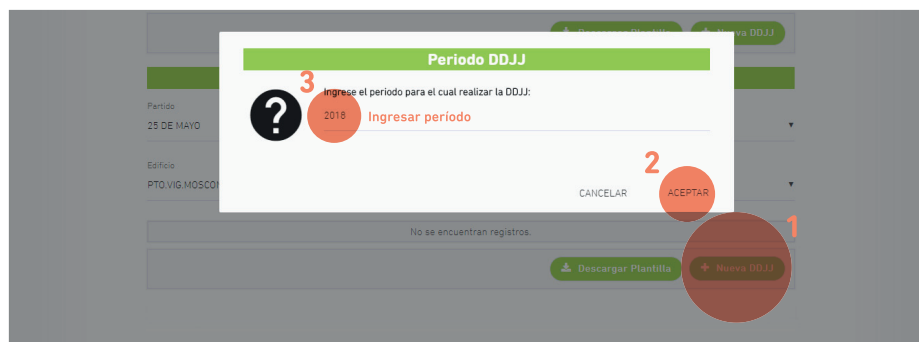 Descargar Plantilla + Nueva DDJJ
Periodo DDJJ
3
Ingrese el periodo para el cual realizar la DDJJ:
2018 Ingresar período
Partido
25 DE MAYO
Edificio
PTO.VIG.MOSCON
2
CANCELAR ACEPTAR
1
No se encuentran registros.
Descargar Plantilla + Nueva DDJJ